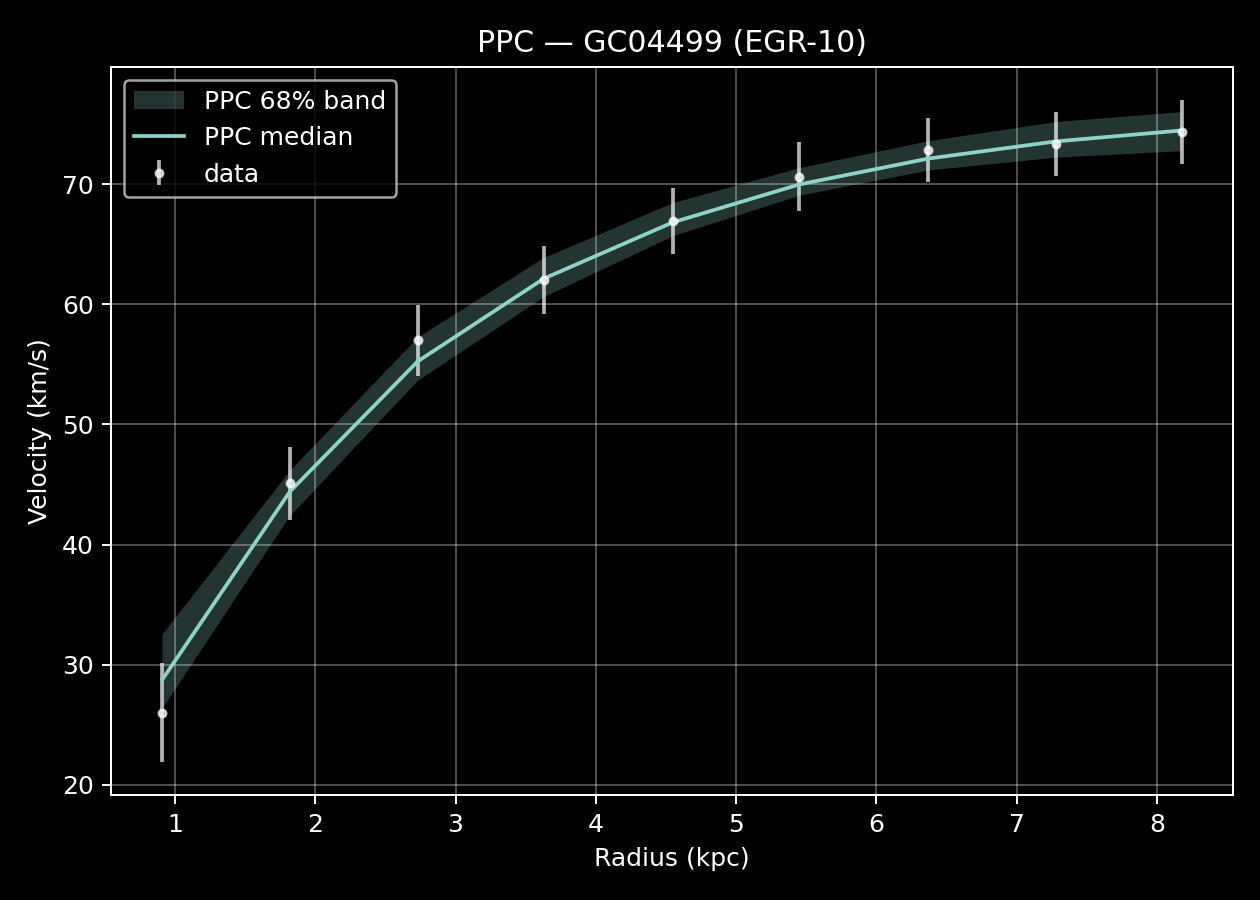 PPC — GC04499 (EGR-10)
PPC 68% band
PPC median
data
Velocity (km/s)
70
60
50
40
30
20
1 2 3 4 5 6 7 8
Radius (kpc)